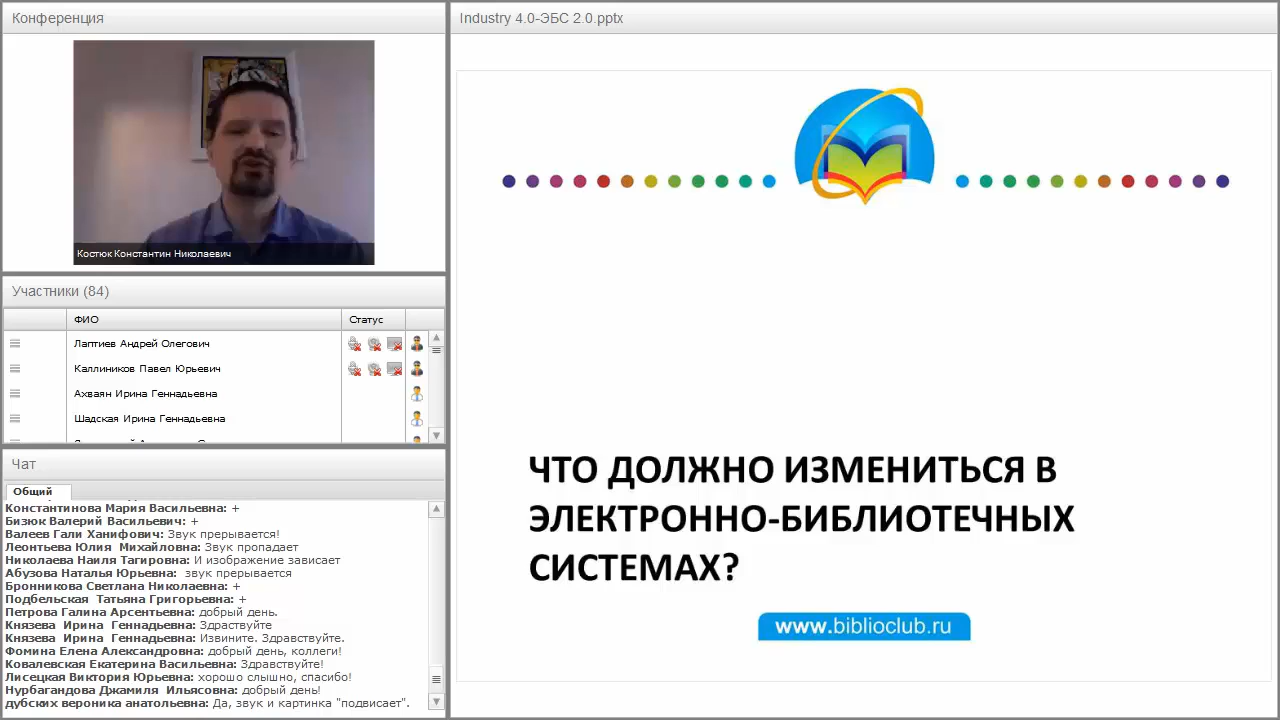 Конференция
Костюк Константин Николаевич
Участники (84)
ФИО
Статус
Лаптиев Андрей Олегович
Каллиников Павел Юрьевич
Ахваян Ирина Геннадьевна
Шадская Ирина Геннадьевна
Чат
Общий
Константинова Мария Васильевна: +
Бизюк Валерий Васильевич: +
Валеев Гали Ханифович: Звук прерывается!
Леонтьева Юлия Михайловна: Звук пропадает
Николаева Наиля Тагировна: И изображение зависает
Абузова Наталья Юрьевна: звук прерывается
Бронникова Светлана Николаевна: +
Подбельская Татьяна Григорьевна: +
Петрова Галина Арсентьевна: добрый день.
Князева Ирина Геннадьевна: Здраствуйте
Князева Ирина Геннадьевна: Извините. Здравствуйте.
Фомина Елена Александровна: добрый день, коллеги!
Ковалевская Екатерина Васильевна: Здравствуйте!
Лисецкая Виктория Юрьевна: хорошо слышно, спасибо!
Нурбагандова Джамиля Ильясовна: добрый день!
дубских вероника анатольевна: Да, звук и картинка "подвисает".
Industry 4.0-ЭБС 2.0.pptx
ЧТО ДОЛЖНО ИЗМЕНИТЬСЯ В
ЭЛЕКТРОННО-БИБЛИОТЕЧНЫХ
СИСТЕМАХ?
www.biblioclub.ru